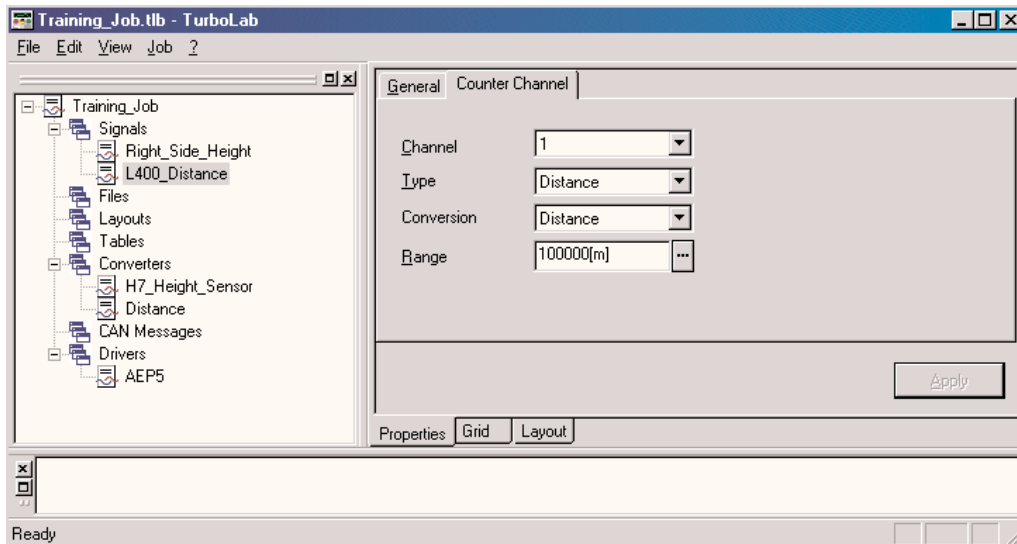 Training_Job.tlb - TurboLab
File Edit View Job ?
Training_Job
Signals
Right_Side_Height
L400_Distance
Files
Layouts
Tables
Converters
H7_Height_Sensor
Distance
CAN Messages
Drivers
AEP5
General Counter Channel
Channel 1
Type Distance
Conversion Distance
Range 100000[m] ...
Apply
Properties Grid Layout
Ready